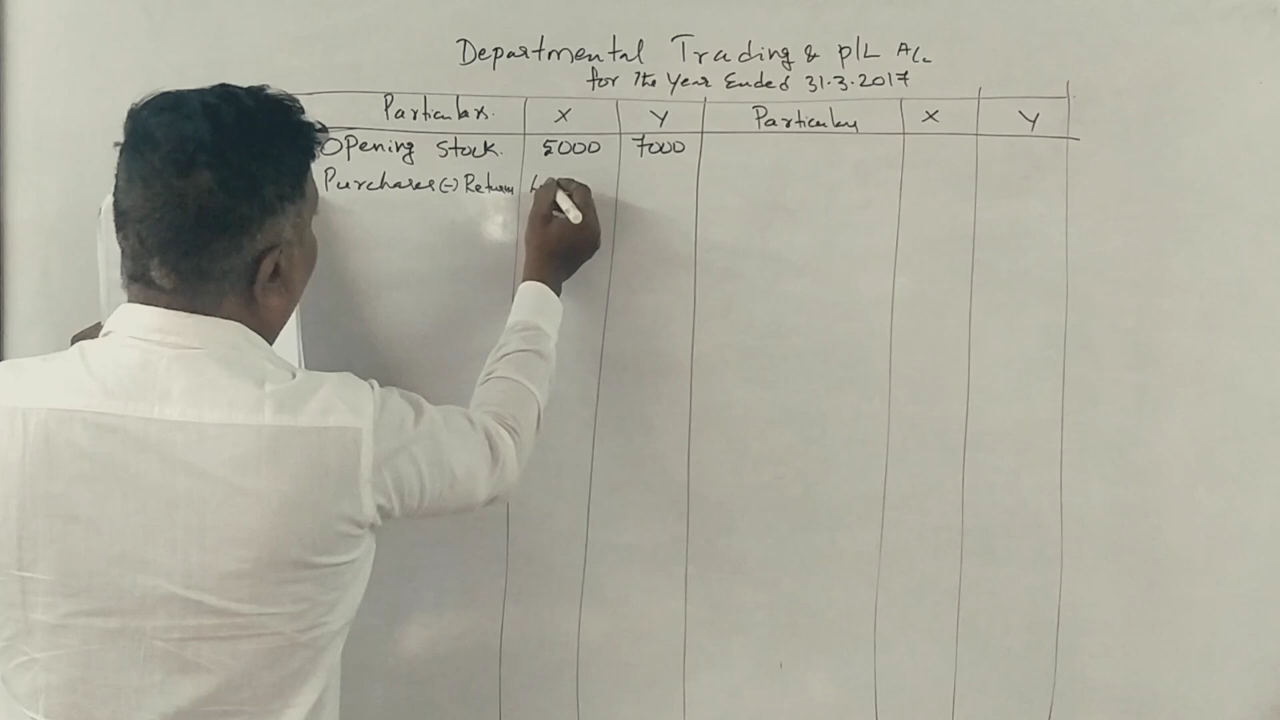 Departmental Trading & P/L A/c
for the Year Ended 31.3.2017
Particulars. X Y Particulars X Y
Opening Stock. 5000 7000
Purchases (-) Return